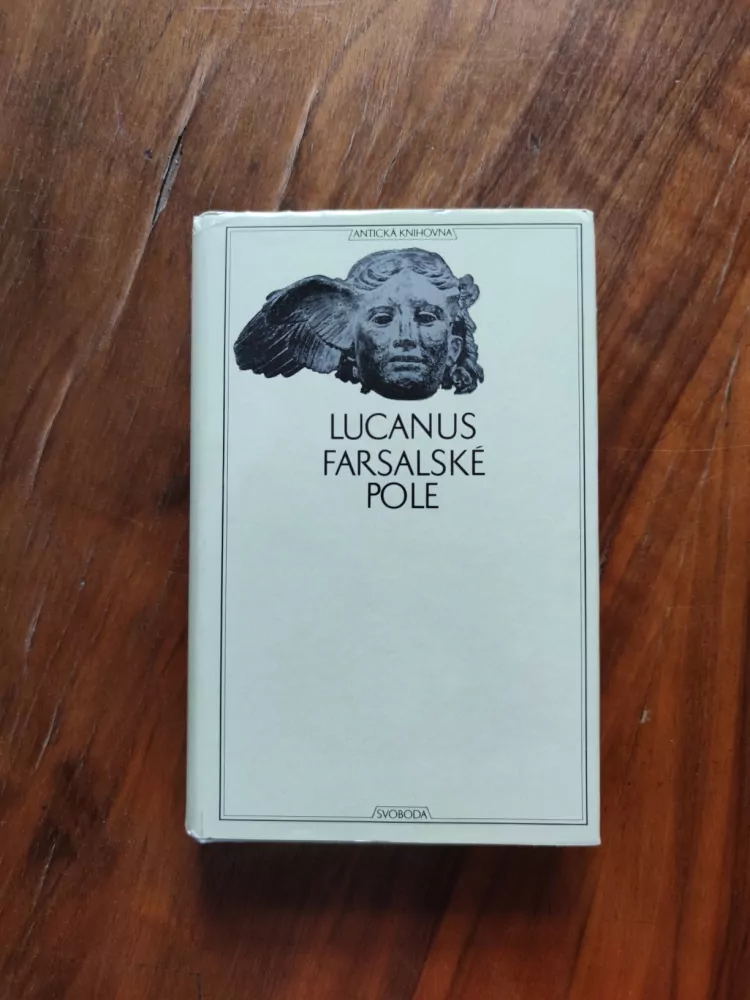 ANTICKÁ KNIHOVNA
LUCANUS
FARSALSKÉ
POLE
SVOBODA